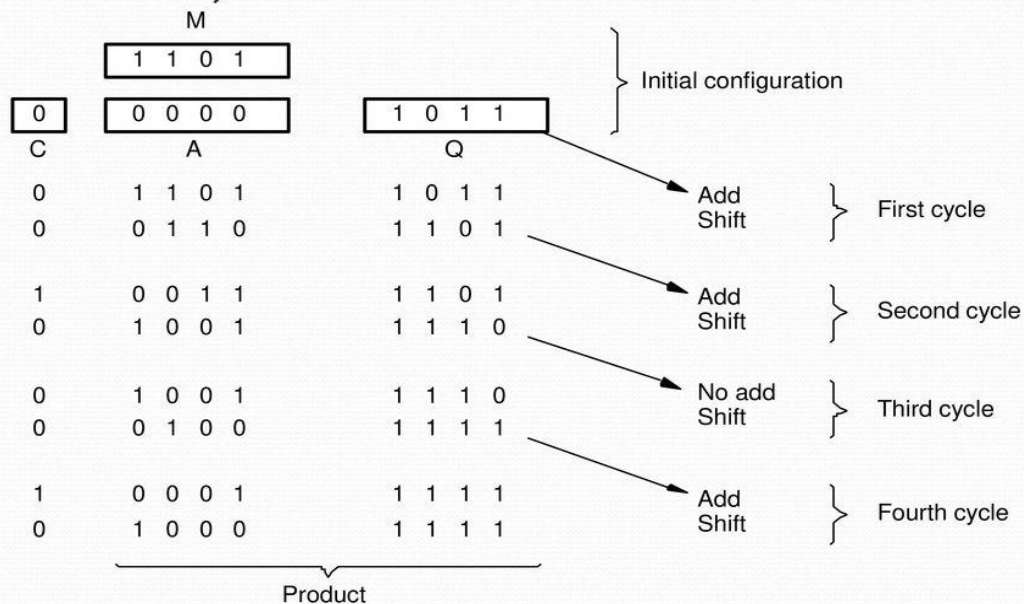 M
1 1 0 1
Initial configuration
0 0 0 0 0 1 0 1 1
C A Q
0 1 1 0 1 1 0 1 1 Add
First cycle
0 0 1 1 0 1 1 0 1 Shift
1 0 0 1 1 1 1 0 1 Add
Second cycle
0 1 0 0 1 1 1 1 0 Shift
0 1 0 0 1 1 1 1 0 No add
Third cycle
0 0 1 0 0 1 1 1 1 Shift
1 0 0 0 1 1 1 1 1 Add
Fourth cycle
0 1 0 0 0 1 1 1 1 Shift
Product